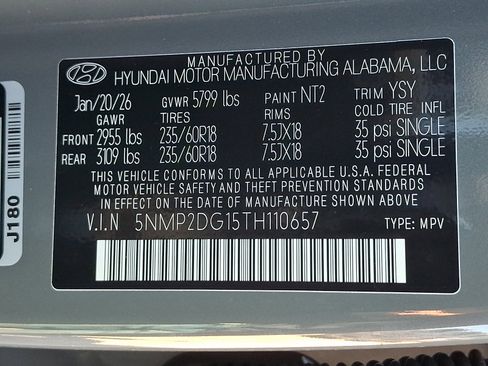 MANUFACTURED BY
HYUNDAI MOTOR MANUFACTURING ALABAMA, LLC
Jan/20/26 GVWR 5799 lbs PAINT NT2 TRIM YSY
GAWR TIRES RIMS COLD TIRE INFL
FRONT 2955 lbs 235/60R18 7.5JX18 35 psi SINGLE
REAR 3109 lbs 235/60R18 7.5JX18 35 psi SINGLE
THIS VEHICLE CONFORMS TO ALL APPLICABLE U.S.A. FEDERAL
MOTOR VEHICLE SAFETY AND THEFT PREVENTION STANDARDS
IN EFFECT ON THE DATE OF MANUFACTURE SHOWN ABOVE.
V.I.N 5NMP2DG15TH110657 TYPE: MPV
J180